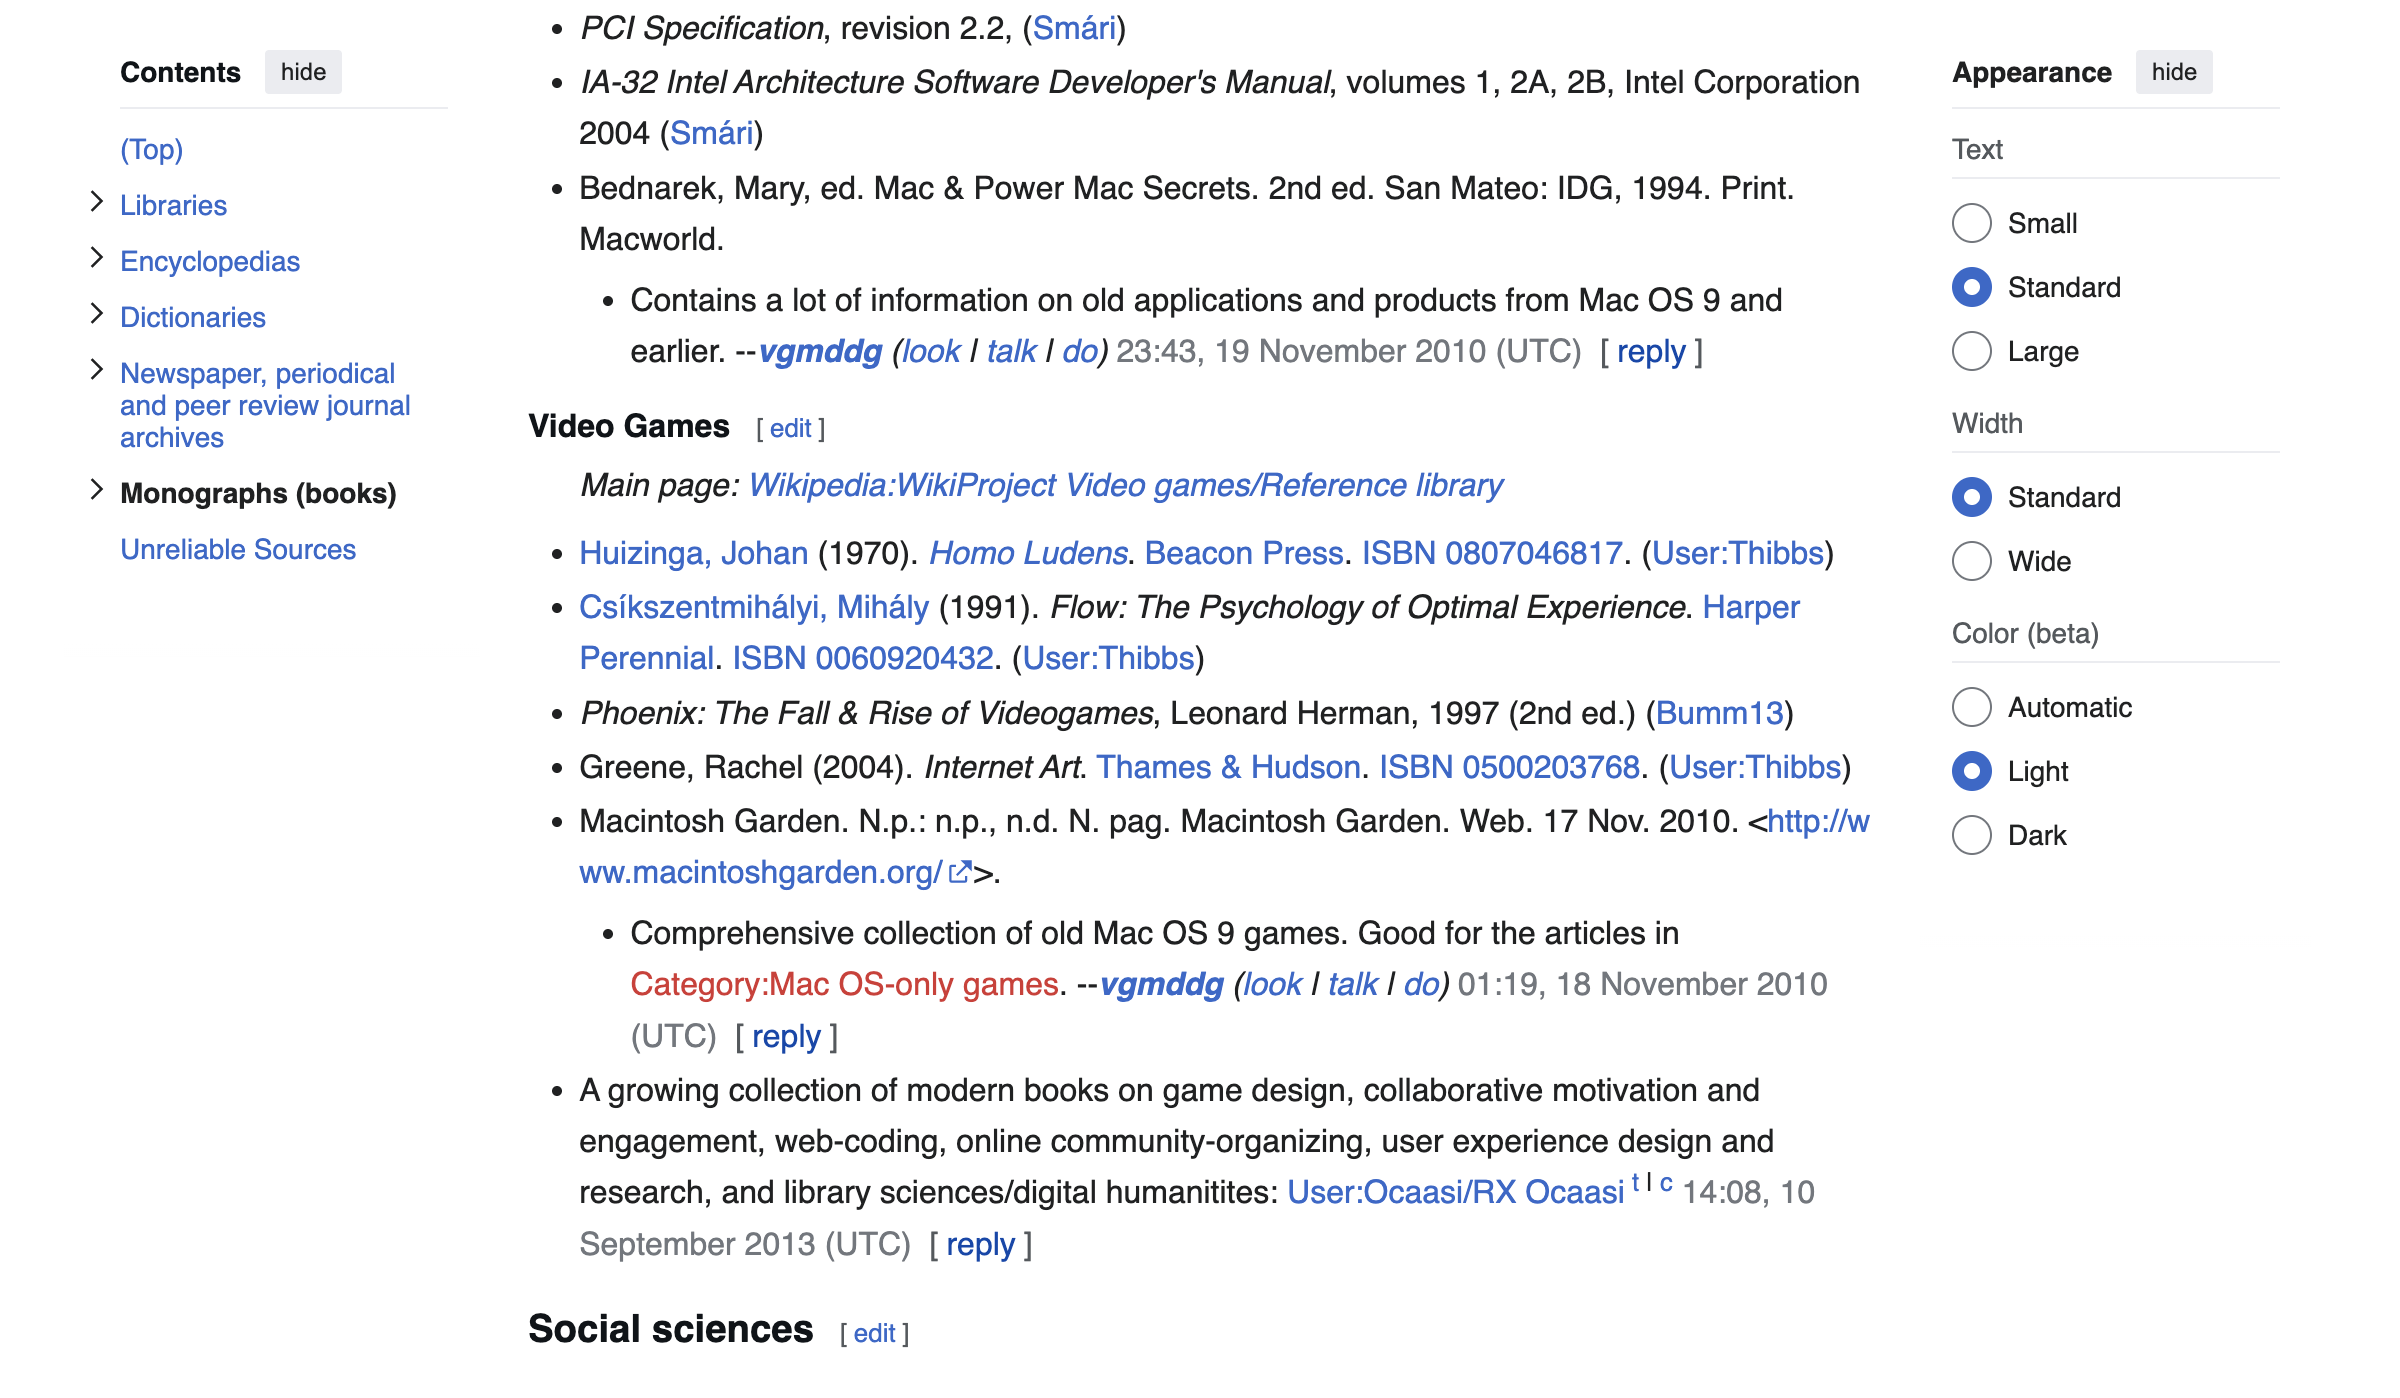 Contents hide
(Top)
Libraries
Encyclopedias
Dictionaries
Newspaper, periodical
and peer review journal
archives
Monographs (books)
Unreliable Sources
PCI Specification, revision 2.2, (Smári)
IA-32 Intel Architecture Software Developer's Manual, volumes 1, 2A, 2B, Intel Corporation
2004 (Smári)
Bednarek, Mary, ed. Mac & Power Mac Secrets. 2nd ed. San Mateo: IDG, 1994. Print.
Macworld.
Contains a lot of information on old applications and products from Mac OS 9 and
earlier. --vgmddg (look | talk | do) 23:43, 19 November 2010 (UTC) [ reply ]
Video Games [ edit ]
Main page: Wikipedia:WikiProject Video games/Reference library
Huizinga, Johan (1970). Homo Ludens. Beacon Press. ISBN 0807046817. (User:Thibbs)
Csíkszentmihályi, Mihály (1991). Flow: The Psychology of Optimal Experience. Harper
Perennial. ISBN 0060920432. (User:Thibbs)
Phoenix: The Fall & Rise of Videogames, Leonard Herman, 1997 (2nd ed.) (Bumm13)
Greene, Rachel (2004). Internet Art. Thames & Hudson. ISBN 0500203768. (User:Thibbs)
Macintosh Garden. N.p.: n.p., n.d. N. pag. Macintosh Garden. Web. 17 Nov. 2010. <http://w
ww.macintoshgarden.org/>.
Comprehensive collection of old Mac OS 9 games. Good for the articles in
Category:Mac OS-only games. --vgmddg (look | talk | do) 01:19, 18 November 2010
(UTC) [ reply ]
A growing collection of modern books on game design, collaborative motivation and
engagement, web-coding, online community-organizing, user experience design and
research, and library sciences/digital humanitites: User:Ocaasi/RX Ocaasi t | c 14:08, 10
September 2013 (UTC) [ reply ]
Social sciences [ edit ]
Appearance hide
Text
Small
Standard
Large
Width
Standard
Wide
Color (beta)
Automatic
Light
Dark